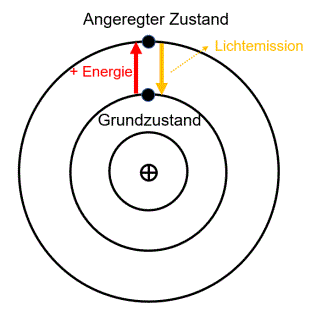 Angeregter Zustand
Lichtemission
+ Energie
Grundzustand